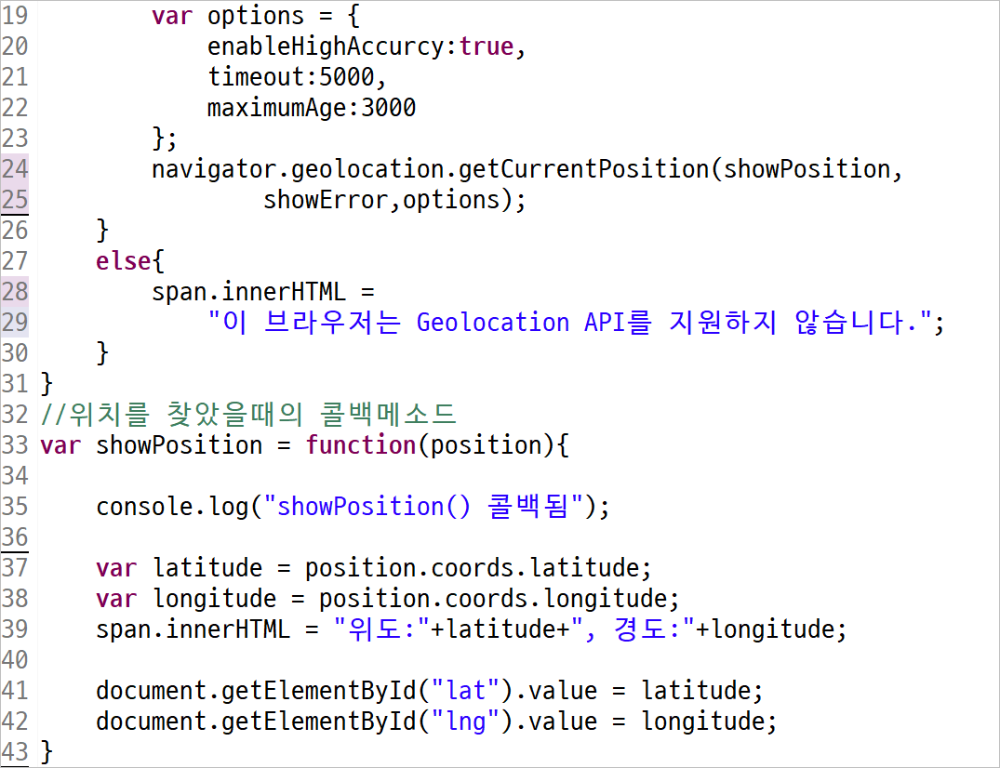 19 var options = {
20 enableHighAccurcy:true,
21 timeout:5000,
22 maximumAge:3000
23 };
24 navigator.geolocation.getCurrentPosition(showPosition,
25 showError,options);
26 }
27 else{
28 span.innerHTML =
29 "이 브라우저는 Geolocation API를 지원하지 않습니다.";
30 }
31 }
32 //위치를 찾았을때의 콜백메소드
33 var showPosition = function(position){
34
35 console.log("showPosition() 콜백됨");
36
37 var latitude = position.coords.latitude;
38 var longitude = position.coords.longitude;
39 span.innerHTML = "위도:"+latitude+", 경도:"+longitude;
40
41 document.getElementById("lat").value = latitude;
42 document.getElementById("lng").value = longitude;
43 }